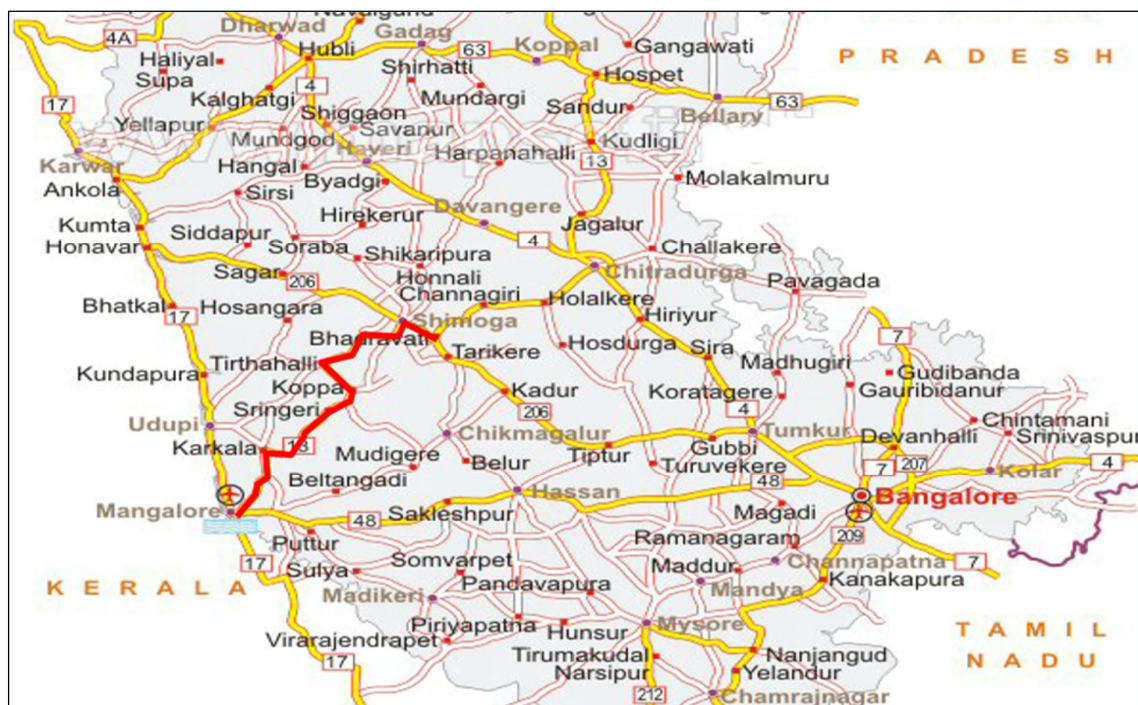 Navalgund
Dharwad
4A
Gadag
63
Koppal
Gangawati
PRADESH
Hubli
Haliyal
Supa
Shirhatti
Hospet
17
Kalghatgi
4
Mundargi
Sandur
63
Bellary
Shiggaon
Yellapur
Savanur
Mundgod
Kudligi
Karwar
Haveri
Harpanahalli
13
Hangal
Ankola
Byadgi
Molakalmuru
Sirsi
Kumta
Hirekerur
Davangere
Jagalur
Siddapur
Honavar
Soraba
4
Challakere
Shikaripura
Sagar
Chitradurga
206
Honnali
Pavagada
Channagiri
Holalkere
Bhatkal
Hosangara
17
Shimoga
Hiriyur
7
Bhadravati
Hosdurga
Sira
Tarikere
Tirthahalli
Madhugiri
Gudibanda
Kundapura
Koppa
Kadur
Koratagere
Gauribidanur
Sringeri
206
4
Chintamani
Udupi
Chikmagalur
Tumkur
Srinivaspur
Karkala
13
Gubbi
Devanhalli
Mudigere
Tiptur
Belur
Turuvekere
7
207
Kolar
4
Beltangadi
48
Hassan
Bangalore
Mangalore
Sakleshpur
Magadi
48
Puttur
Ramanagaram
209
17
Somvarpet
Maddur
Channapatna
7
Sulya
KERALA
Pandavapura
Kanakapura
Madikeri
Mandya
Piriyapatna
Hunsur
Mysore
TAMIL
NADU
Virarajendrapet
17
Tirumakudal
Narsipur
Nanjangud
Yelandur
212
Chamrajnagar